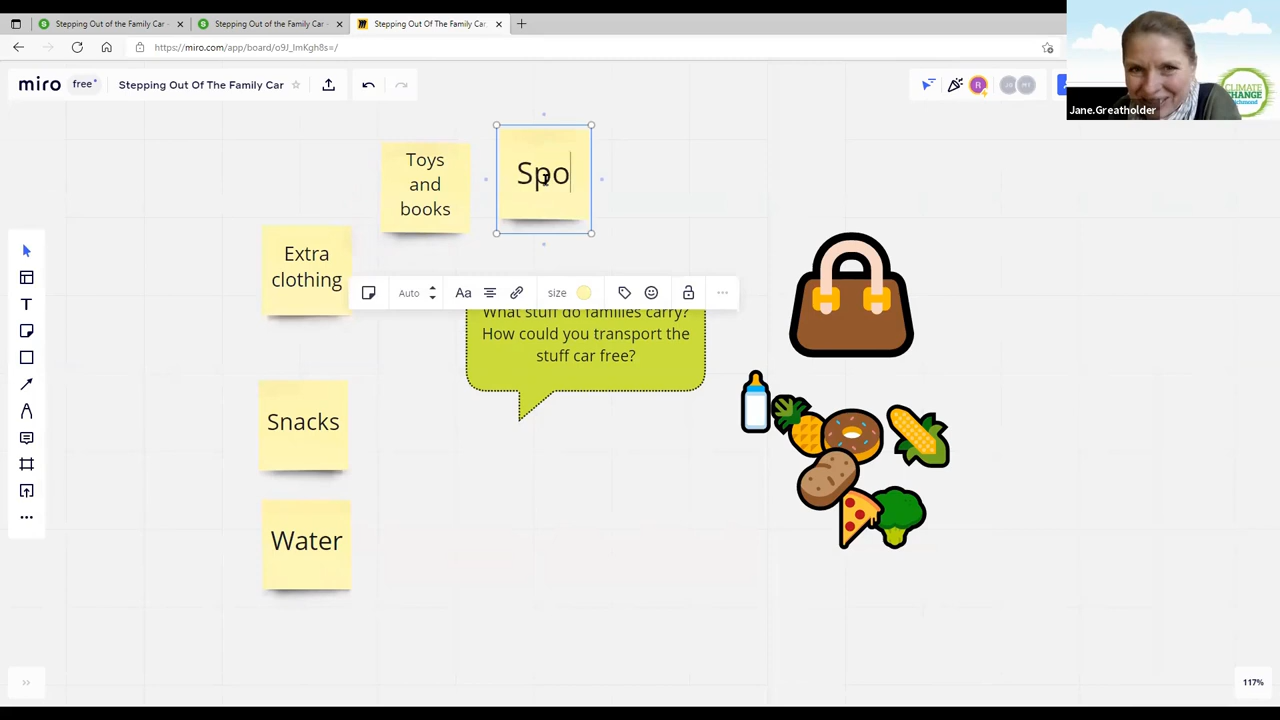 Stepping Out of the Family Car -
Stepping Out of the Family Car -
Stepping Out Of The Family Car,
https://miro.com/app/board/o9J_lmKgh8s=/
miro
free
Stepping Out Of The Family Car
R
Jane.Greatholder
CLIMATE
CHANGE
Toys
and
books
Spo
Extra
clothing
Auto
Aa
size
What stuff do families carry?
How could you transport the
stuff car free?
Snacks
Water
117%